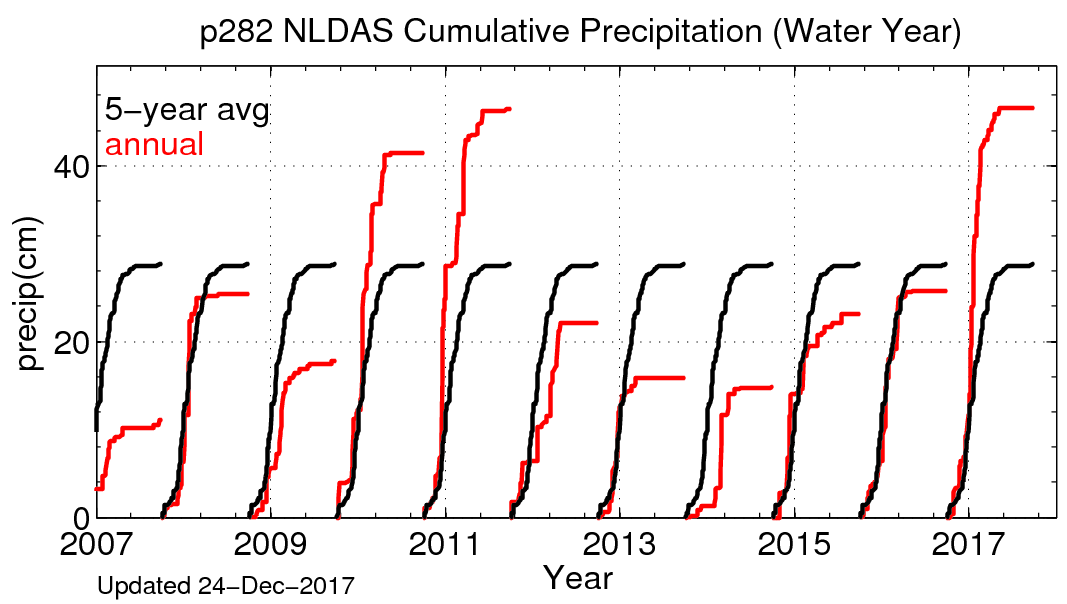 p282 NLDAS Cumulative Precipitation (Water Year)
5−year avg
annual
precip(cm)
40
20
0
2007 2009 2011 2013 2015 2017
Year
Updated 24−Dec−2017